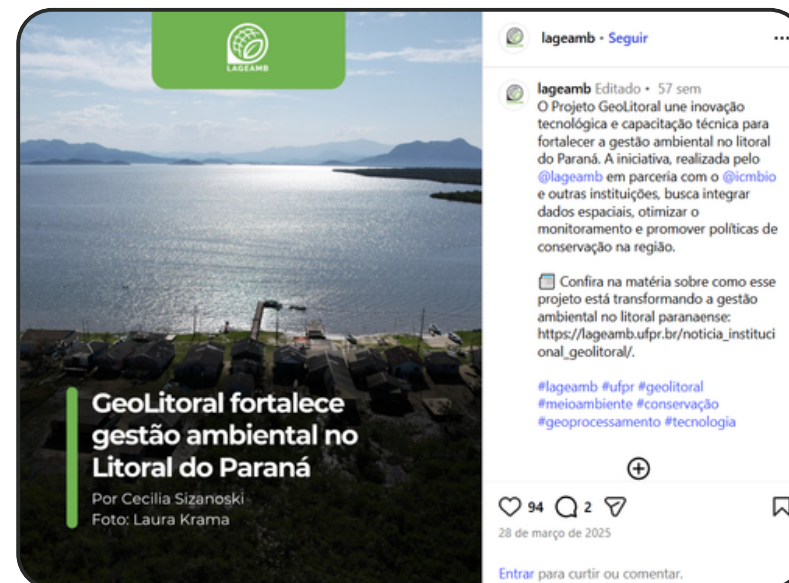 LAGEAMB
GeoLitoral fortalece
gestão ambiental no
Litoral do Paraná
Por Cecilia Sizanoski
Foto: Laura Krama
lageamb • Seguir
lageamb Editado • 57 sem
O Projeto GeoLitoral une inovação
tecnológica e capacitação técnica para
fortalecer a gestão ambiental no litoral
do Paraná. A iniciativa, realizada pelo
@lageamb em parceria com o @icmbio
e outras instituições, busca integrar
dados espaciais, otimizar o
monitoramento e promover políticas de
conservação na região.
Confira na matéria sobre como esse
projeto está transformando a gestão
ambiental no litoral paranaense:
https://lageamb.ufpr.br/noticia_instituci
onal_geolitoral/.
#lageamb #ufpr #geolitoral
#meioambiente #conservação
#geoprocessamento #tecnologia
94 2
28 de março de 2025
Entrar para curtir ou comentar.